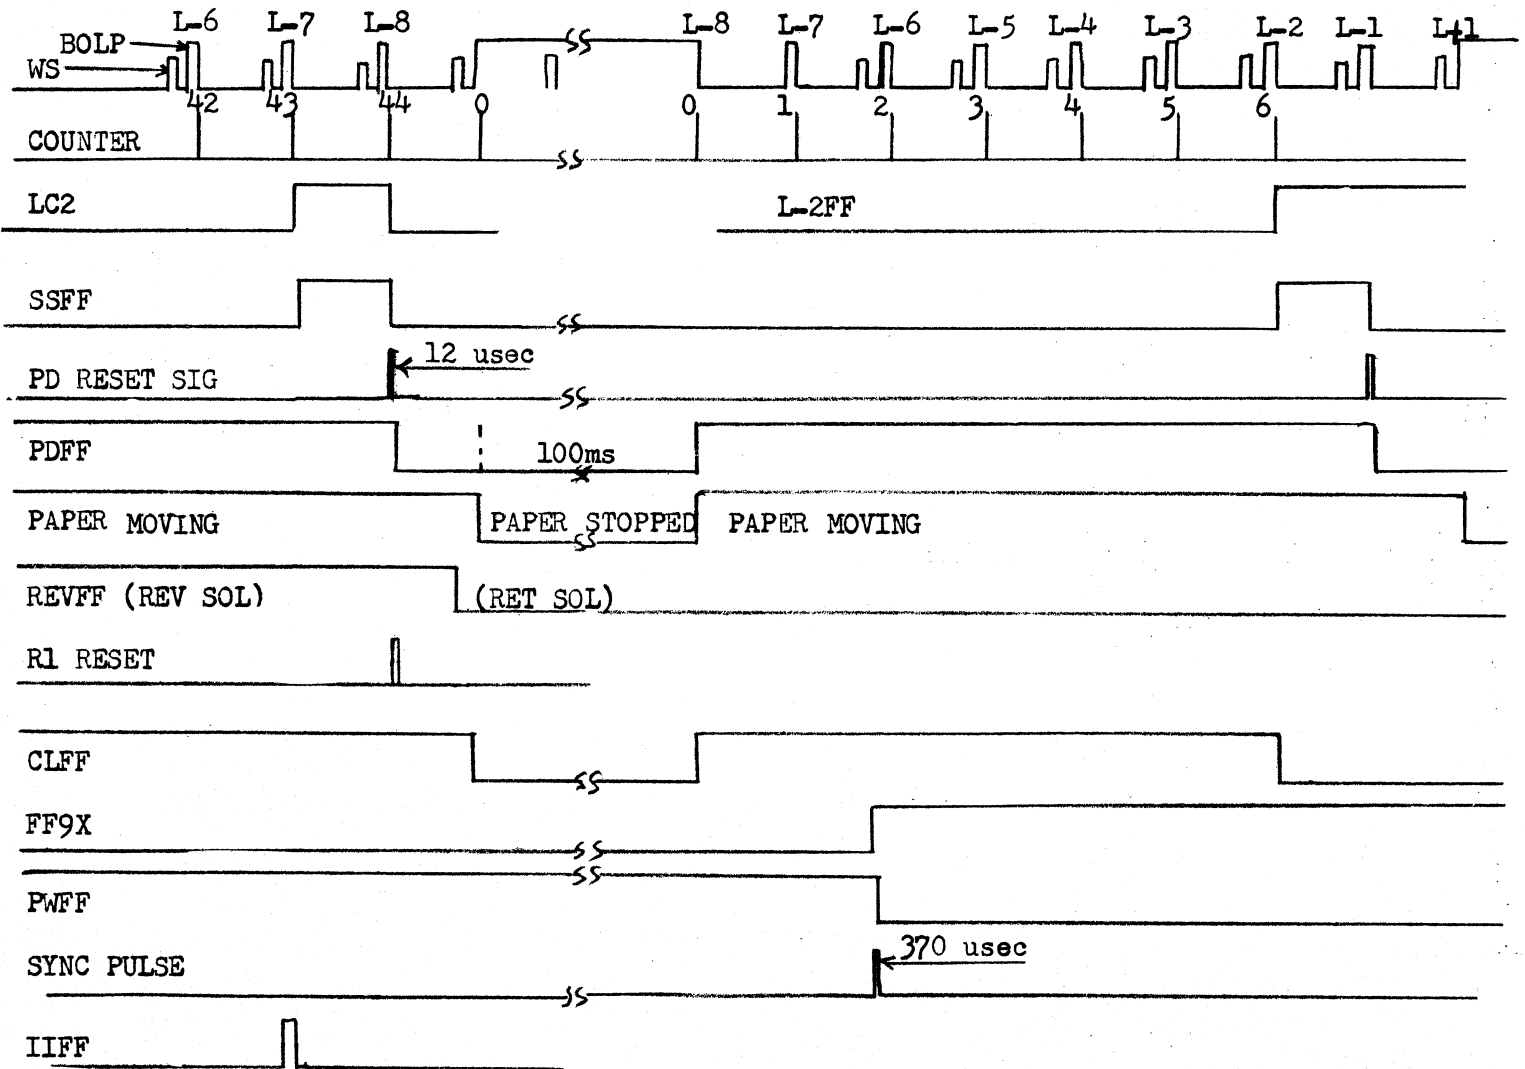 L-6 L-7 L-8 L-8 L-7 L-6 L-5 L-4 L-3 L-2 L-1 L+1
BOLP
WS
42 43 44 0 0 1 2 3 4 5 6
COUNTER
LC2 L-2FF
SSFF
12 usec
PD RESET SIG
PDFF 100ms
PAPER MOVING PAPER STOPPED PAPER MOVING
REVFF (REV SOL) (RET SOL)
R1 RESET
CLFF
FF9X
PWFF
370 usec
SYNC PULSE
IIFF